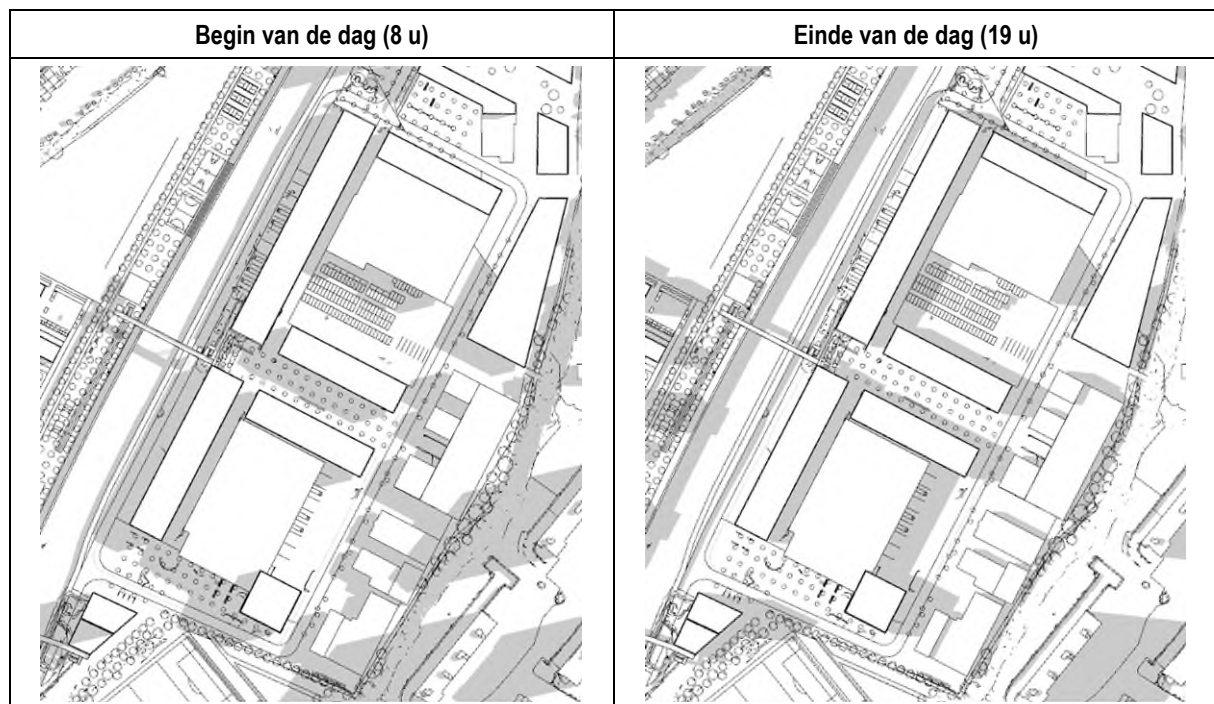 Begin van de dag (8 u)
Einde van de dag (19 u)